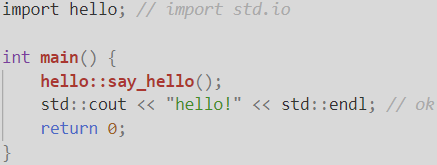 import hello; // import std.io
int main() {
hello::say_hello();
std::cout << "hello!" << std::endl; // ok
return 0;
}